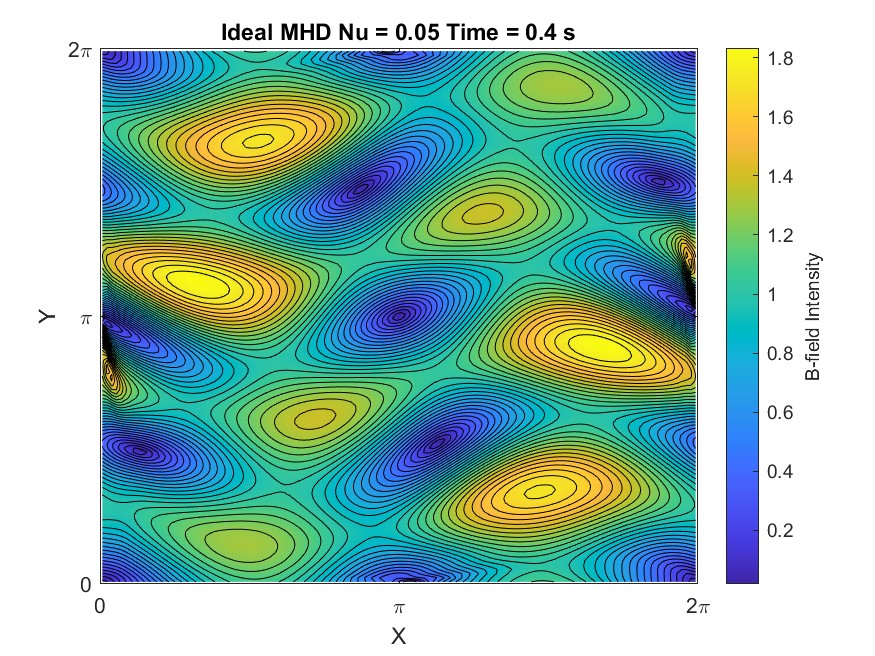 Ideal MHD Nu = 0.05 Time = 0.4 s
2π
π
0
Y
0
π
2π
X
1.8
1.6
1.4
1.2
1
0.8
0.6
0.4
0.2
B-field Intensity